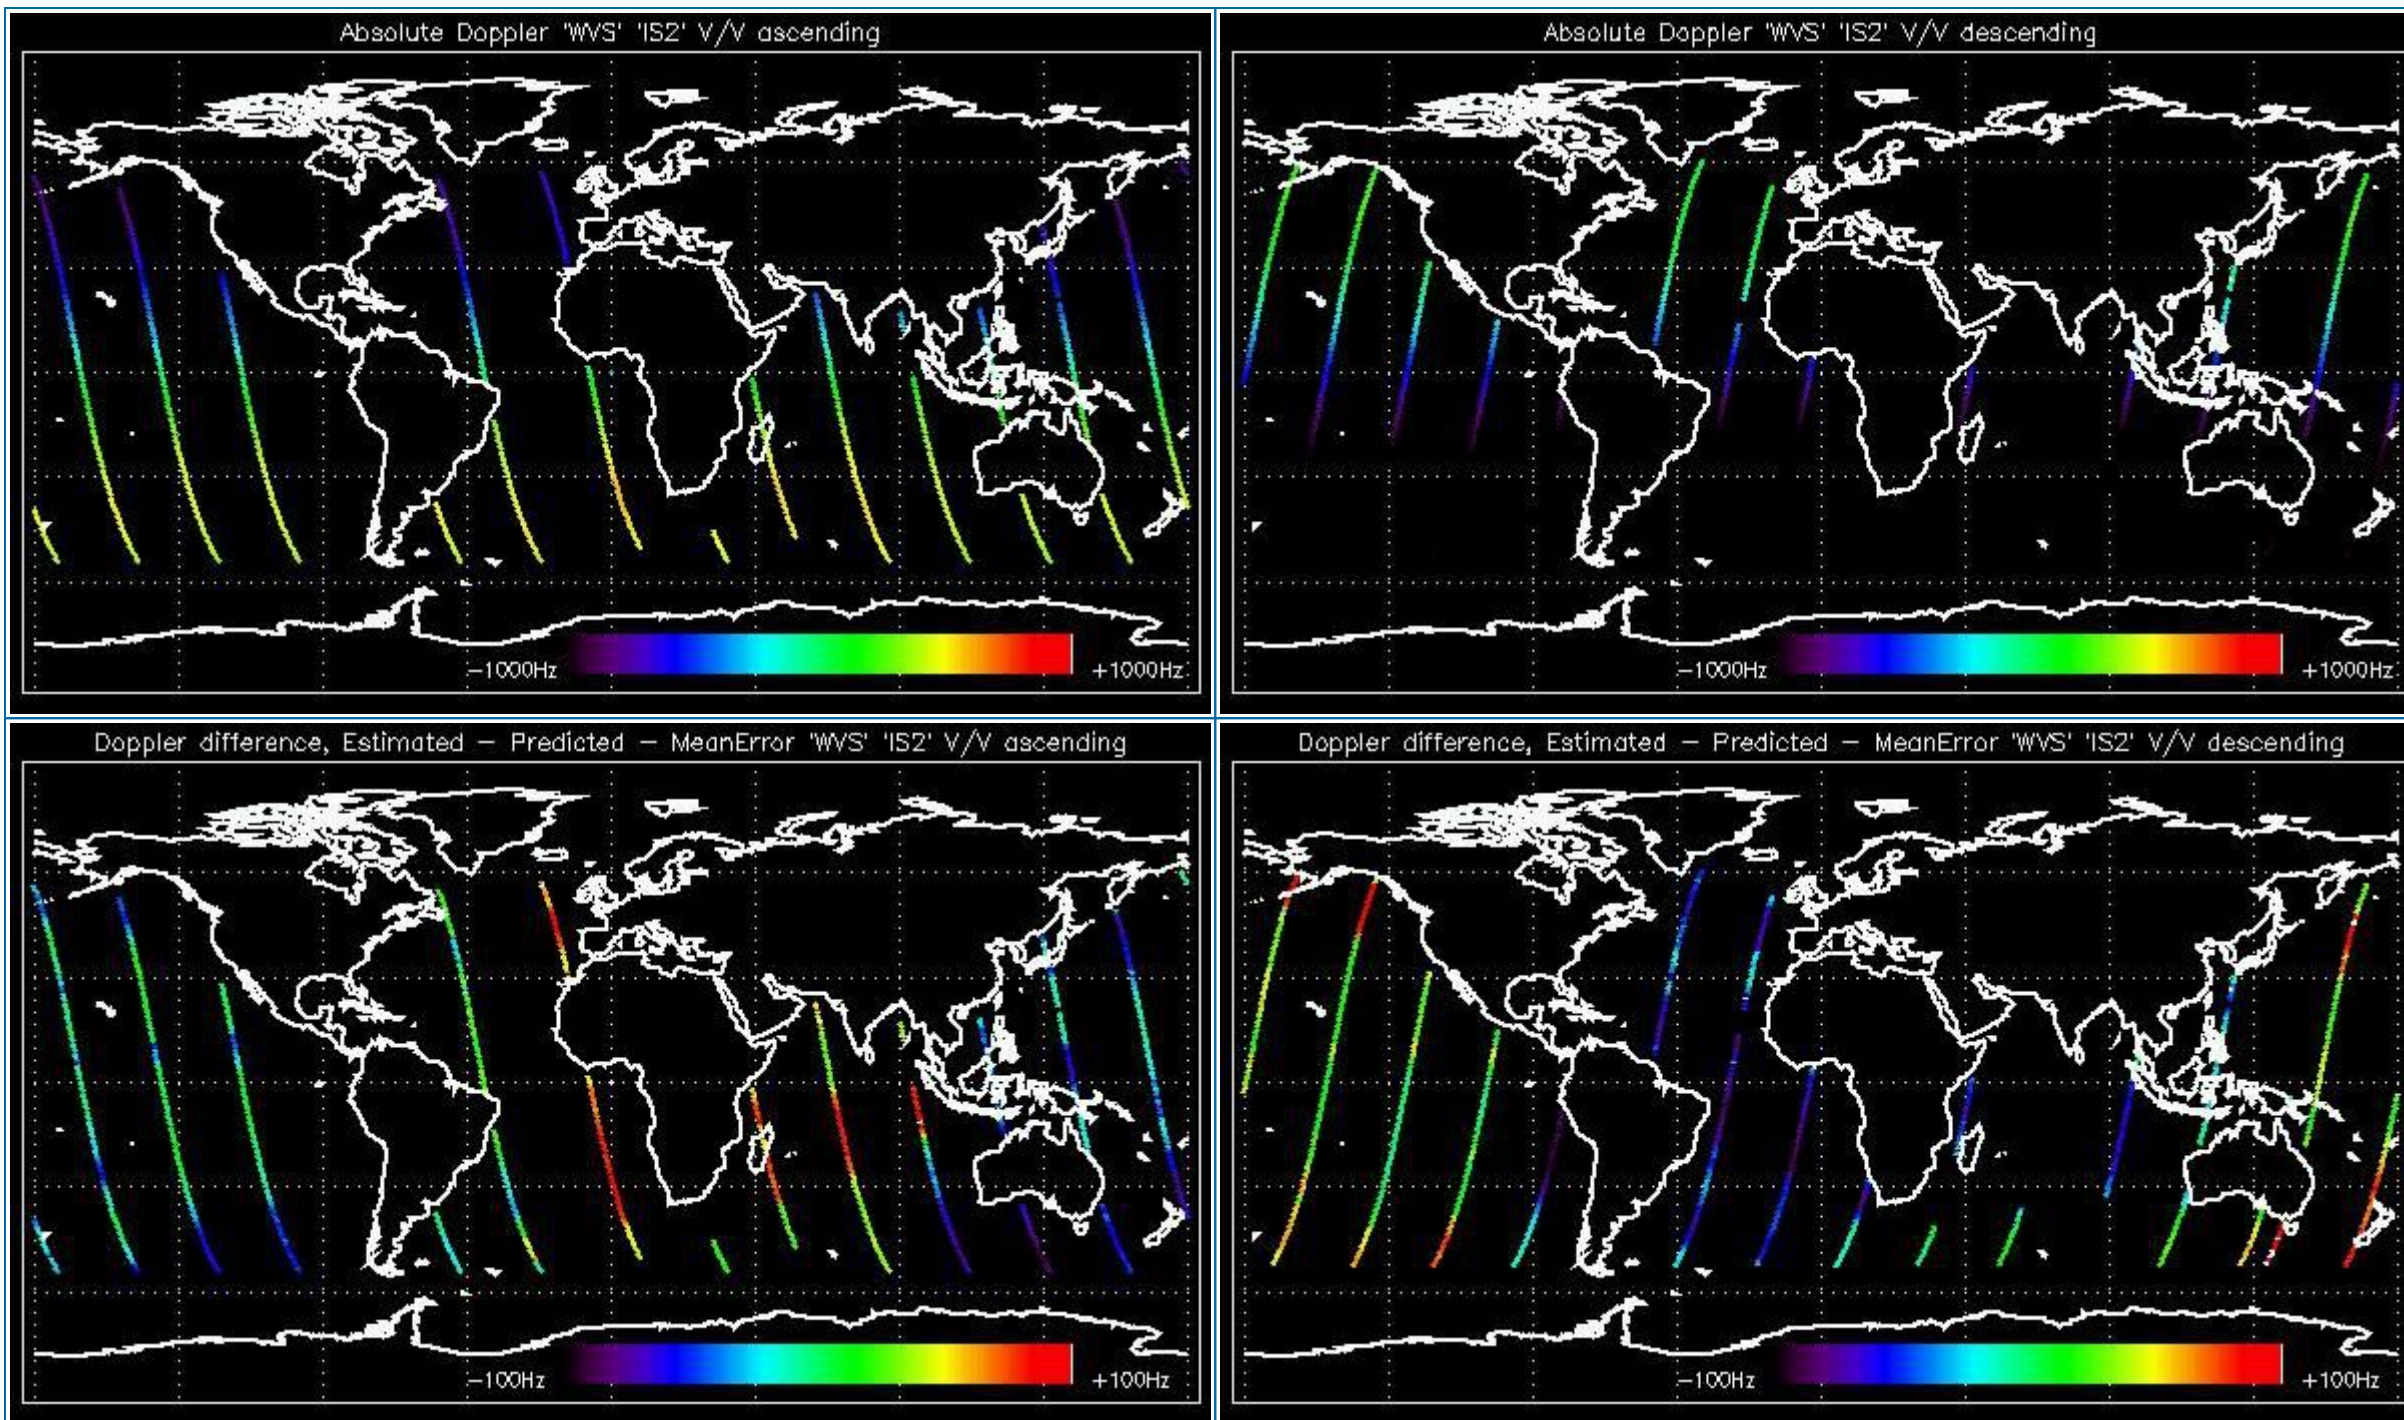 Absolute Doppler 'WVS' 'IS2' V/V ascending
-1000Hz
+1000Hz
Absolute Doppler 'WVS' 'IS2' V/V descending
-1000Hz
+1000Hz
Doppler difference, Estimated - Predicted - MeanError 'WVS' 'IS2' V/V ascending
-100Hz
+100Hz
Doppler difference, Estimated - Predicted - MeanError 'WVS' 'IS2' V/V descending
-100Hz
+100Hz